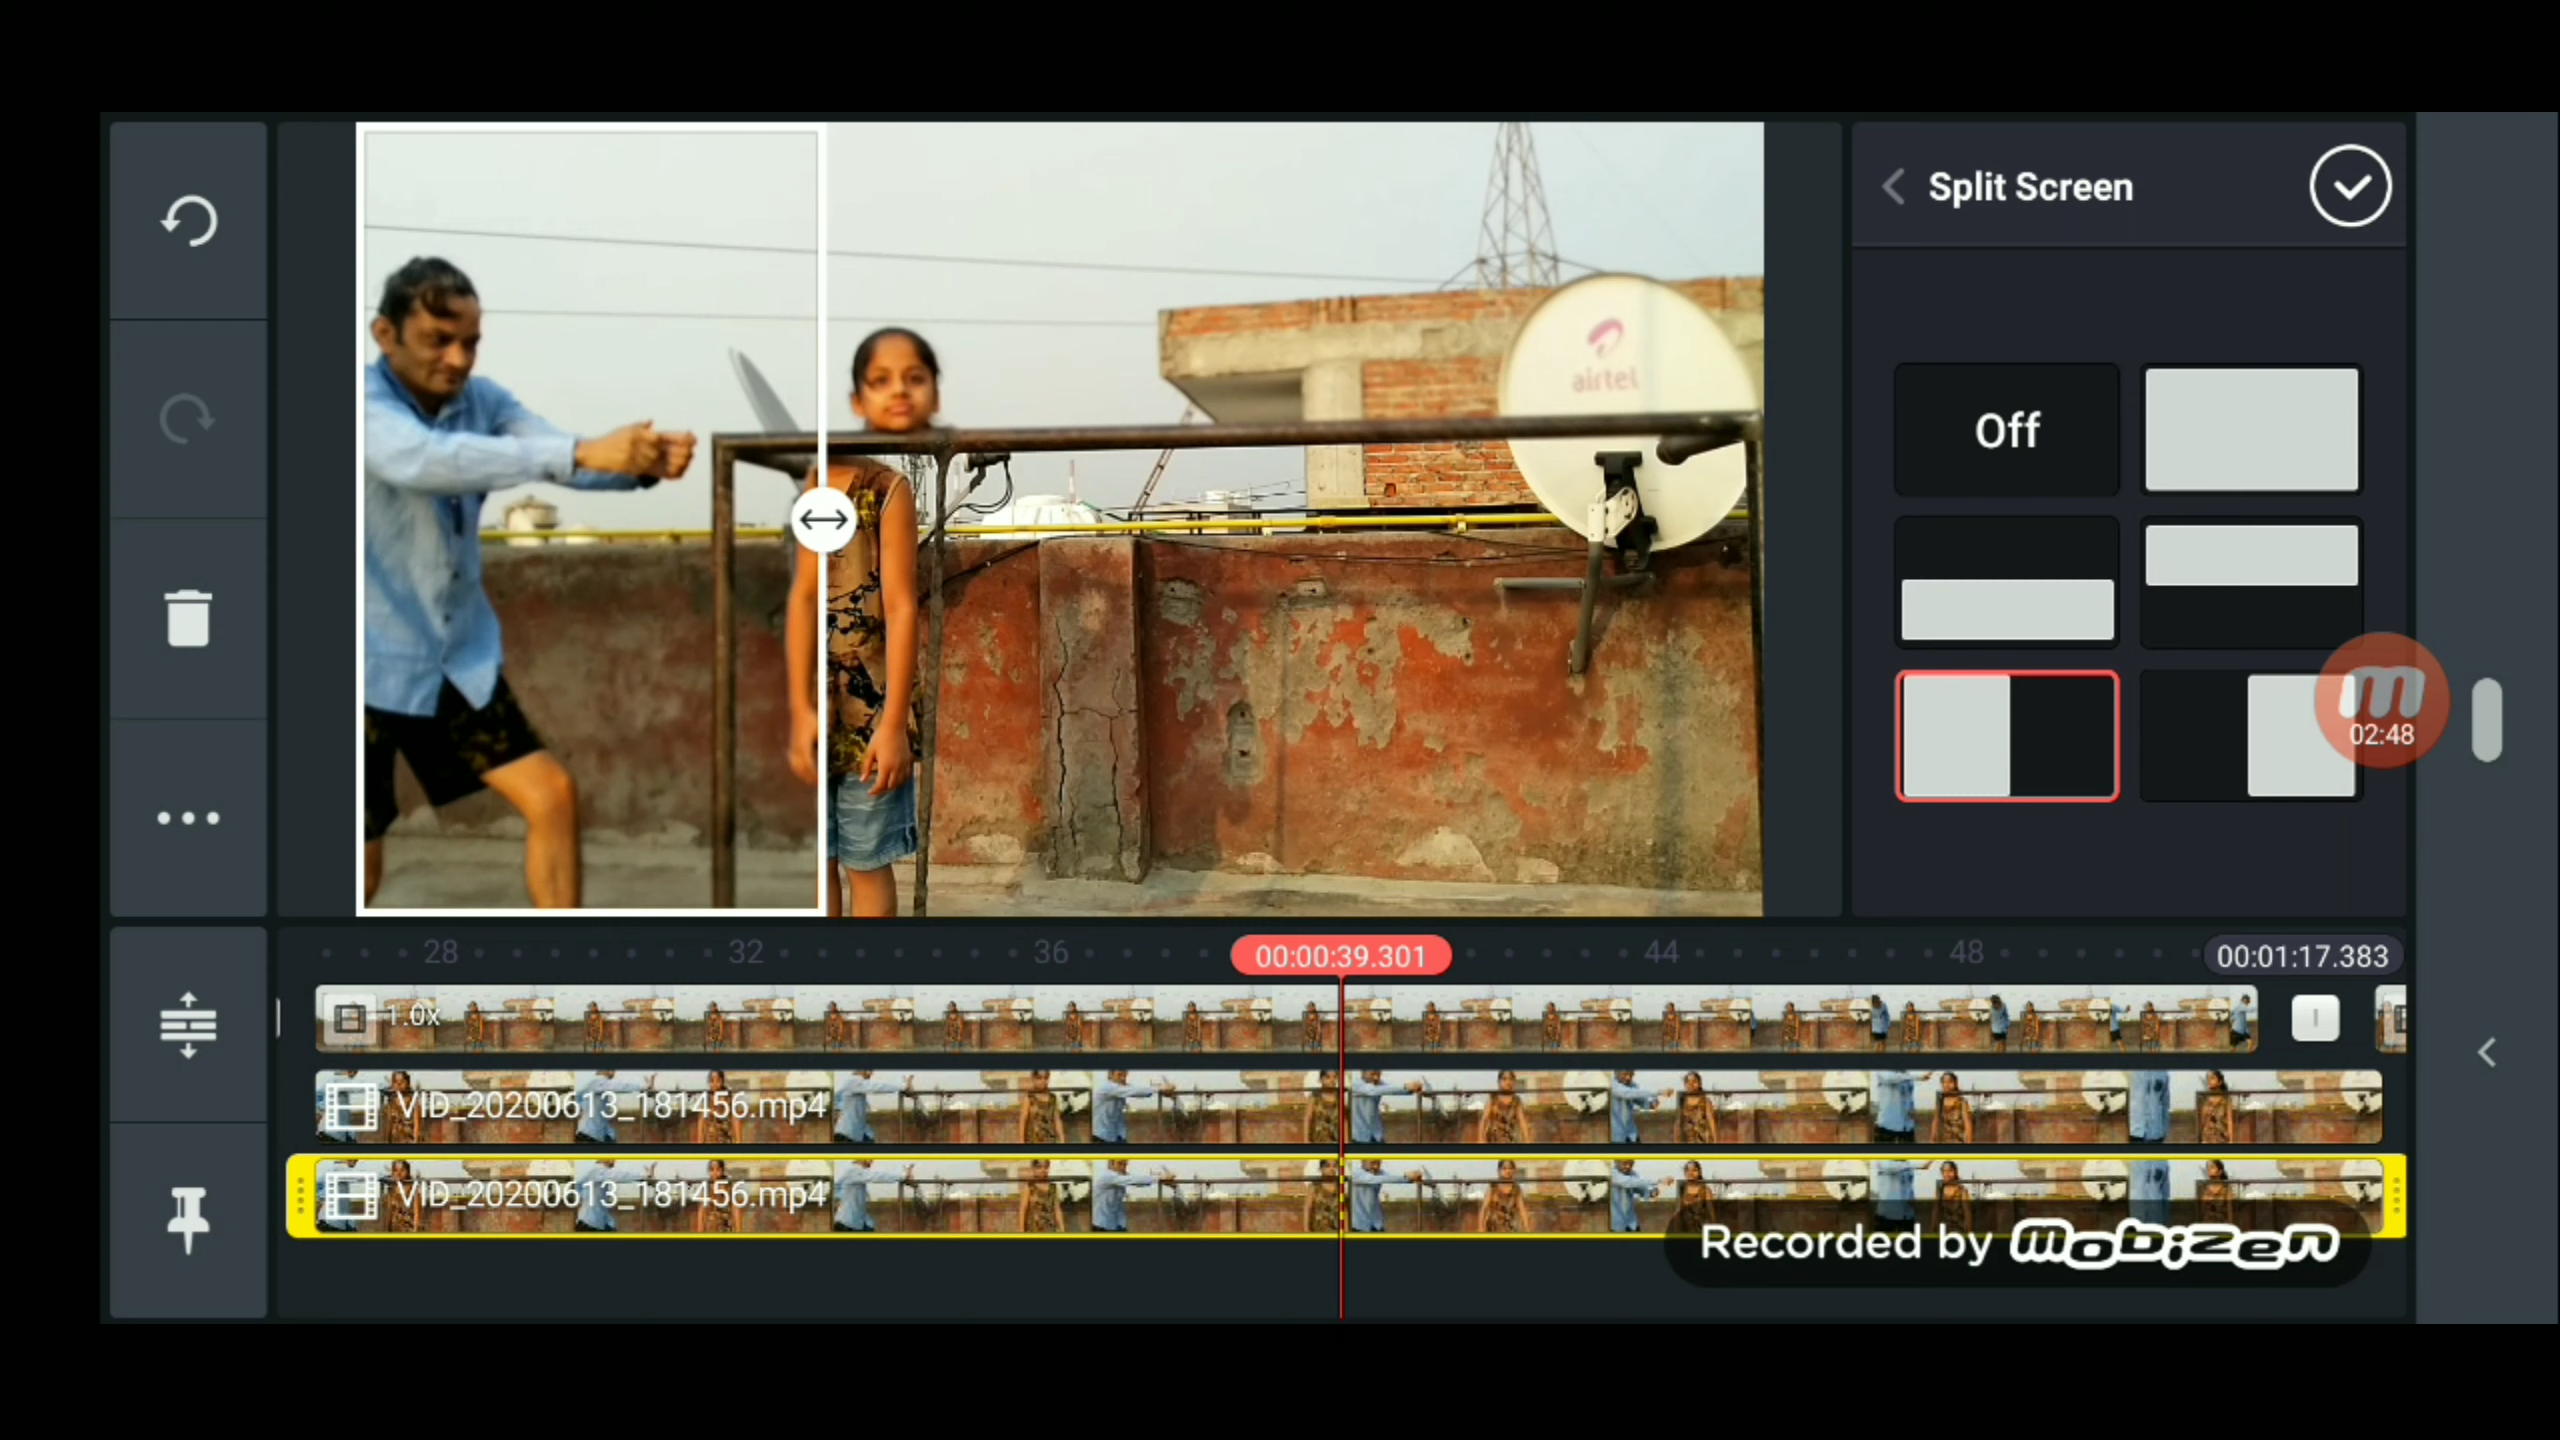 Split Screen
airtel
Off
m
02:48
28
32
36
00:00:39.301
44
48
00:01:17.383
1.0x
VID_20200613_181456.mp4
VID_20200613_181456.mp4
Recorded by mobizen